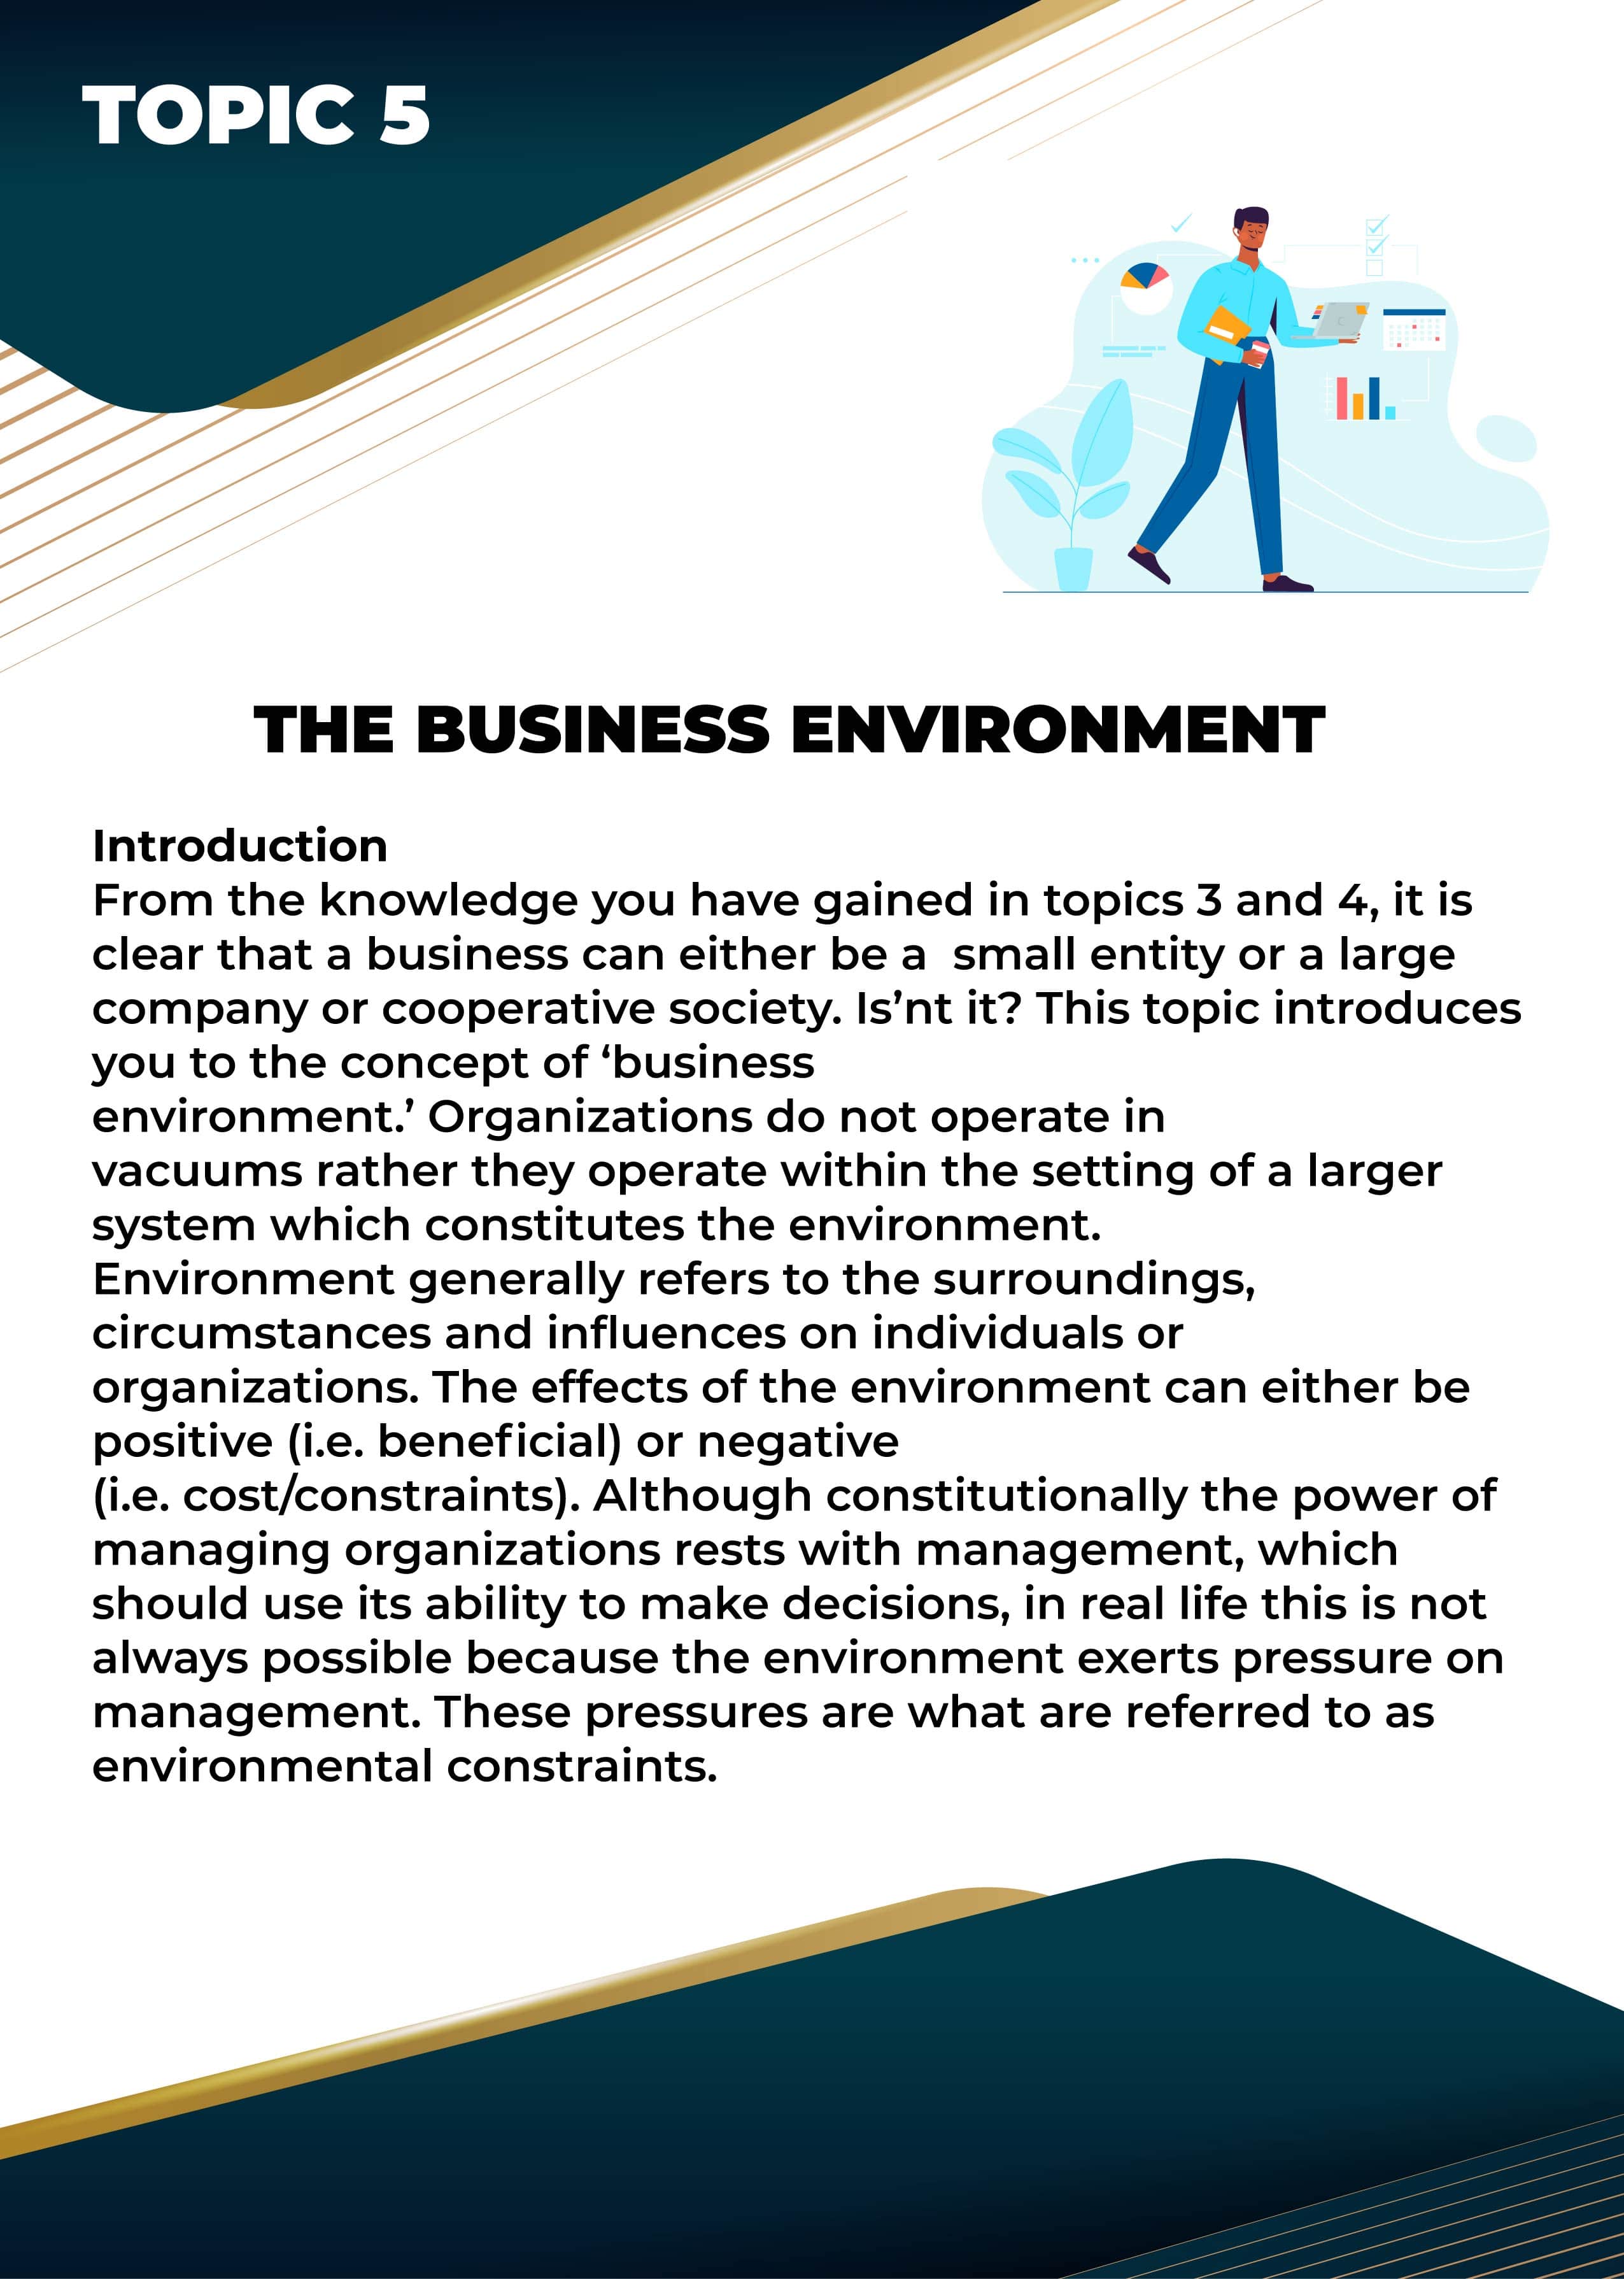 TOPIC 5
THE BUSINESS ENVIRONMENT
Introduction
From the knowledge you have gained in topics 3 and 4, it is
clear that a business can either be a  small entity or a large
company or cooperative society. Is’nt it? This topic introduces
you to the concept of ‘business
environment.’ Organizations do not operate in
vacuums rather they operate within the setting of a larger
system which constitutes the environment.
Environment generally refers to the surroundings,
circumstances and influences on individuals or
organizations. The effects of the environment can either be
positive (i.e. beneficial) or negative
(i.e. cost/constraints). Although constitutionally the power of
managing organizations rests with management, which
should use its ability to make decisions, in real life this is not
always possible because the environment exerts pressure on
management. These pressures are what are referred to as
environmental constraints.